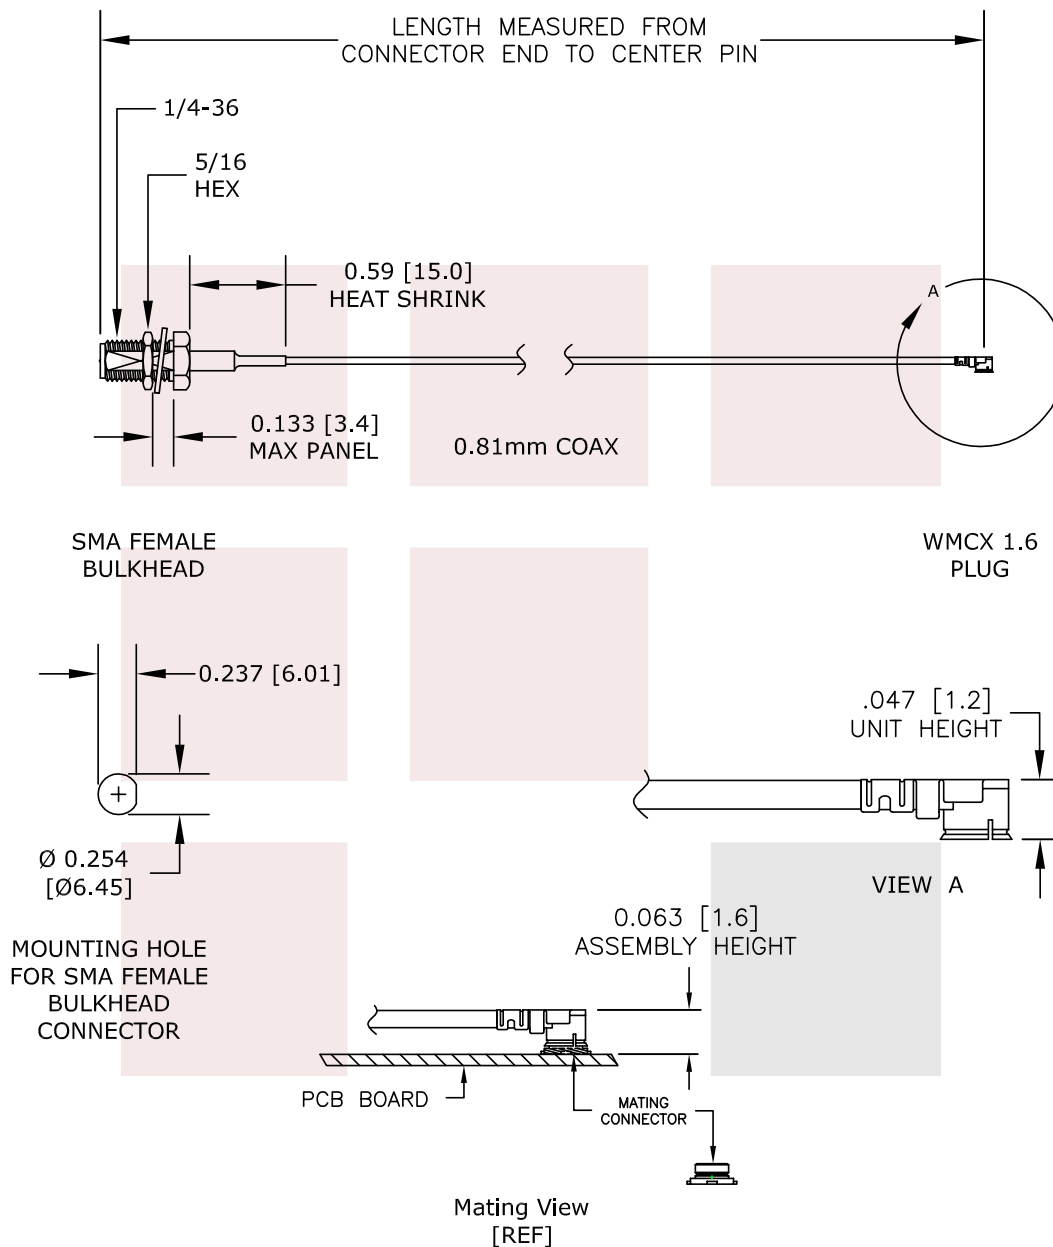 LENGTH MEASURED FROM
CONNECTOR END TO CENTER PIN
1/4-36
5/16
HEX
0.59 [15.0]
HEAT SHRINK
A
0.133 [3.4]
MAX PANEL
0.81mm COAX
SMA FEMALE
BULKHEAD
WMCX 1.6
PLUG
0.237 [6.01]
.047 [1.2]
UNIT HEIGHT
Ø 0.254
[Ø6.45]
VIEW A
MOUNTING HOLE
FOR SMA FEMALE
BULKHEAD
CONNECTOR
0.063 [1.6]
ASSEMBLY HEIGHT
PCB BOARD
MATING
CONNECTOR
Mating View
[REF]